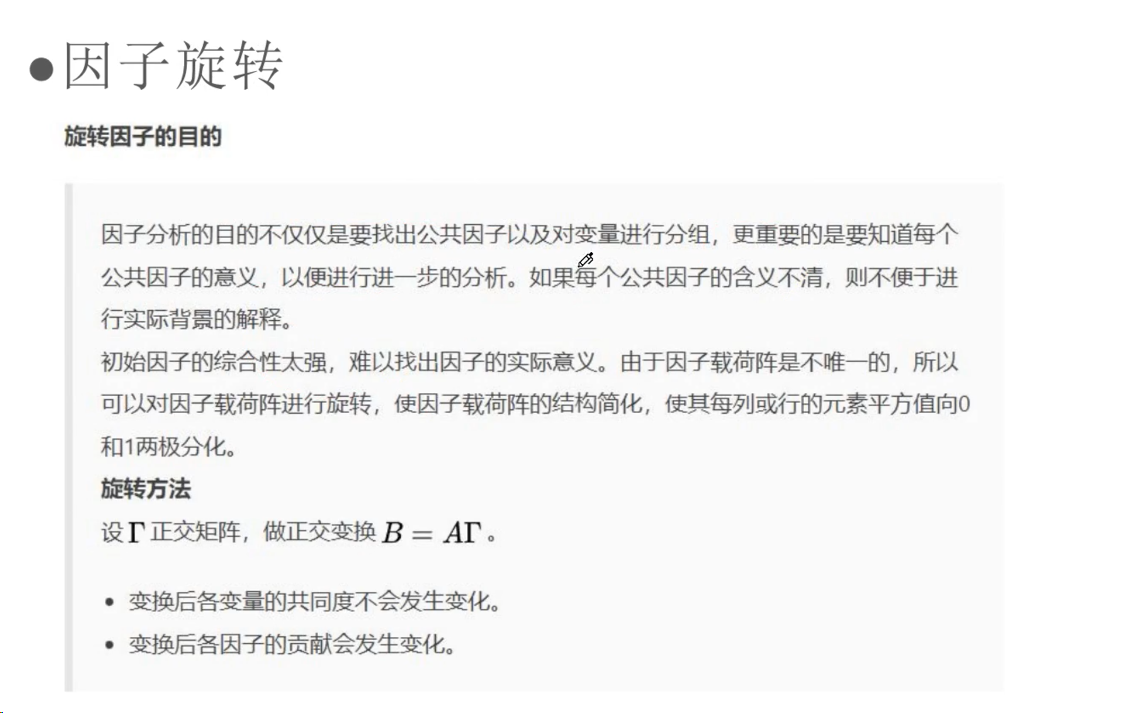 ●因子旋转
旋转因子的目的
因子分析的目的不仅仅是要找出公共因子以及对变量进行分组，更重要的是要知道每个
公共因子的意义，以便进行进一步的分析。如果每个公共因子的含义不清，则不便于进
行实际背景的解释。
初始因子的综合性太强，难以找出因子的实际意义。由于因子载荷阵是不唯一的，所以
可以对因子载荷阵进行旋转，使因子载荷阵的结构简化，使其每列或行的元素平方值向0
和1两极分化。
旋转方法
设 Γ 正交矩阵，做正交变换 B = AΓ 。
• 变换后各变量的共同度不会发生变化。
• 变换后各因子的贡献会发生变化。